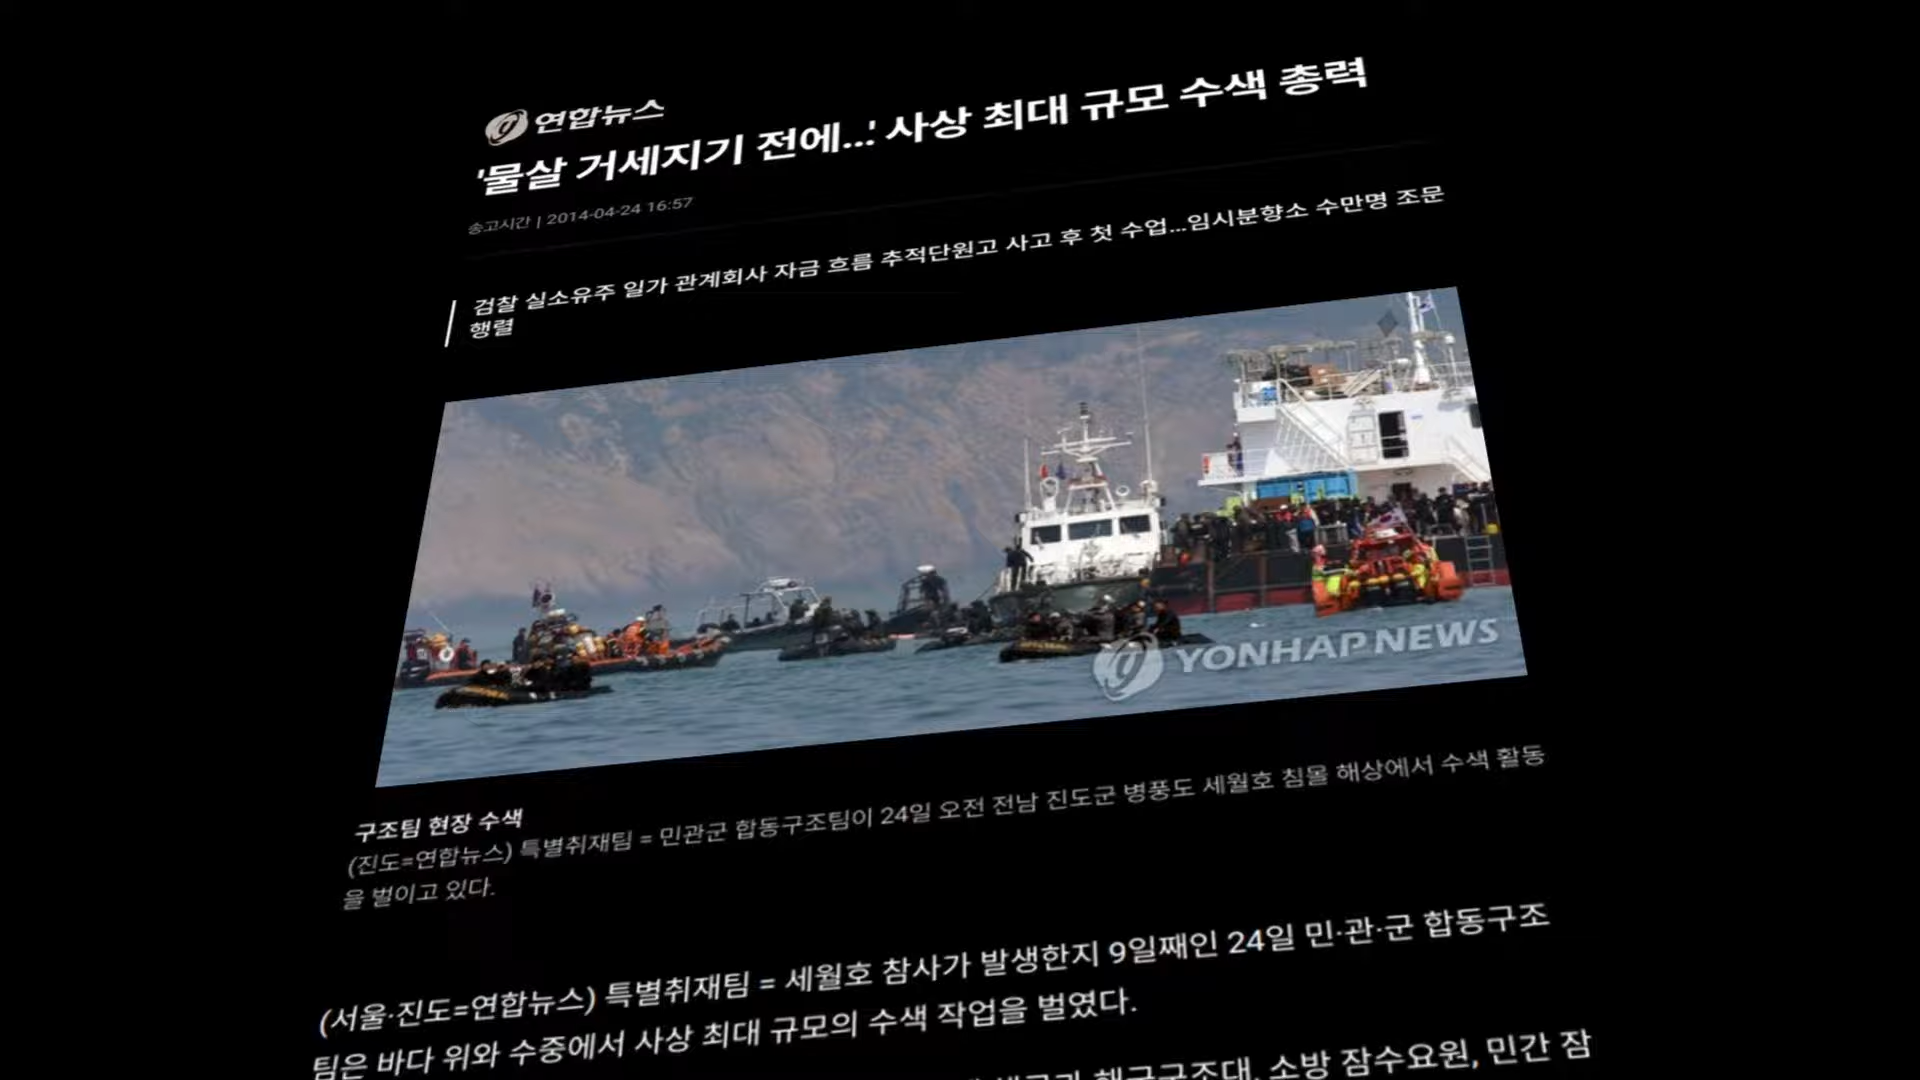 연합뉴스
'물살 거세지기 전에...' 사상 최대 규모 수색 총력
송고시간 | 2014-04-24 16:57
검찰 실소유주 일가 관계회사 자금 흐름 추적단원고 사고 후 첫 수업...임시분향소 수만명 조문
행렬
YONHAP NEWS
구조팀 현장 수색
(진도=연합뉴스) 특별취재팀 = 민관군 합동구조팀이 24일 오전 전남 진도군 병풍도 세월호 침몰 해상에서 수색 활동
을 벌이고 있다.
(서울·진도=연합뉴스) 특별취재팀 = 세월호 참사가 발생한지 9일째인 24일 민·관·군 합동구조
팀은 바다 위와 수중에서 사상 최대 규모의 수색 작업을 벌였다.
해군구조대, 소방 잠수요원, 민간 잠